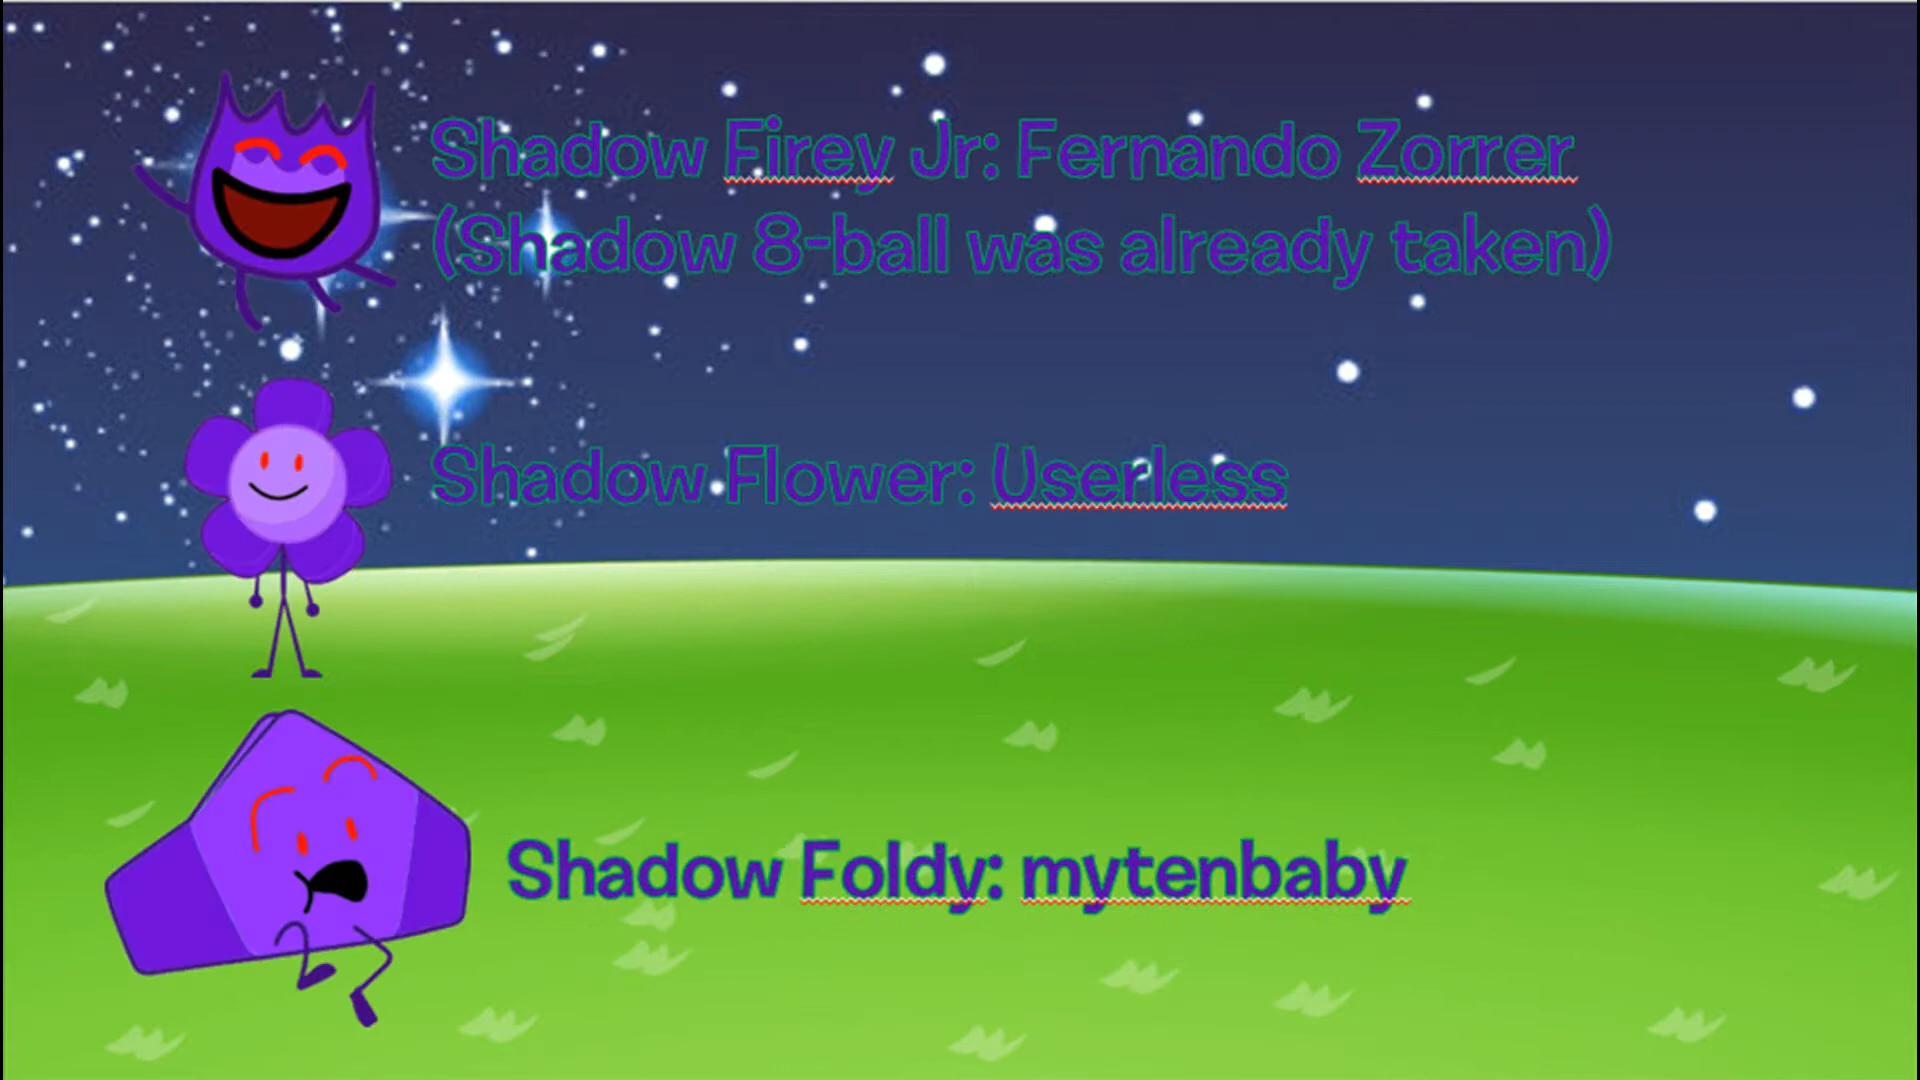 Shadow Firey Jr: Fernando Zorrer
(Shadow 8-ball was already taken)
Shadow Flower: Userless
Shadow Foldy: mytenbaby